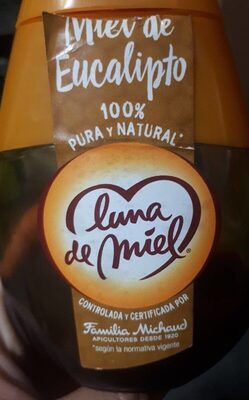 Miel de
Eucalipto
100%
PURA y NATURAL*
luna
de miel®
CONTROLADA y CERTIFICADA POR
Familia Michaud
APICULTORES DESDE 1920
*según la normativa vigente